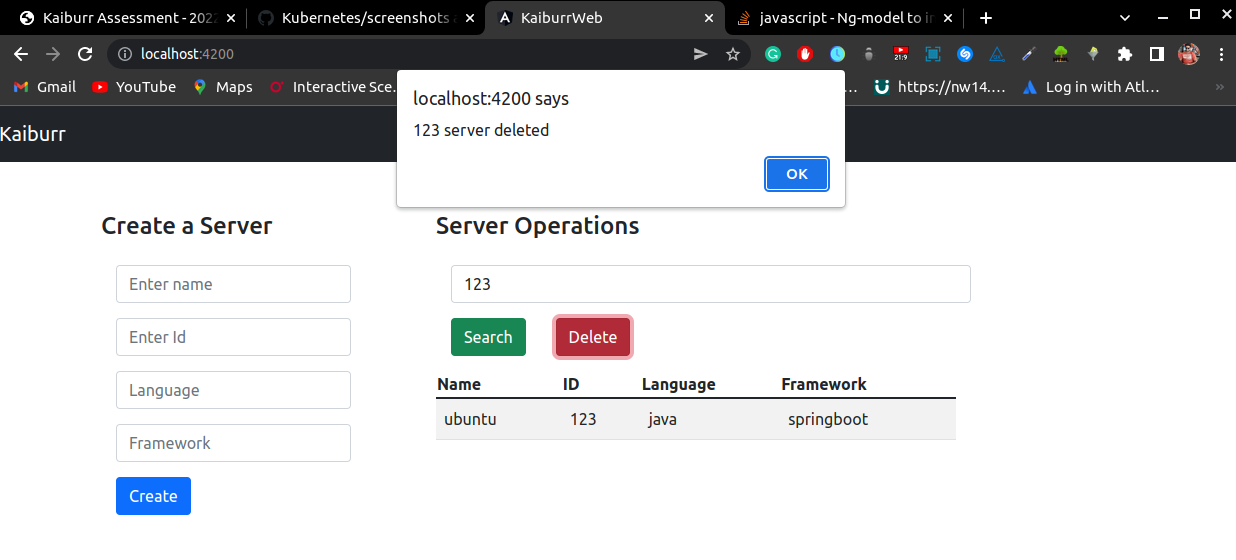 Kaiburr Assessment - 202
Kubernetes/screenshots
KaiburrWeb
javascript - Ng-model to
localhost:4200
21:9
Gmail
YouTube
Maps
Interactive Sce...
https://nw14....
Log in with Atl...
»
localhost:4200 says
123 server deleted
OK
Kaiburr
Create a Server
Enter name
Enter Id
Language
Framework
Create
Server Operations
123
Search Delete
Name ID Language Framework
ubuntu 123 java springboot